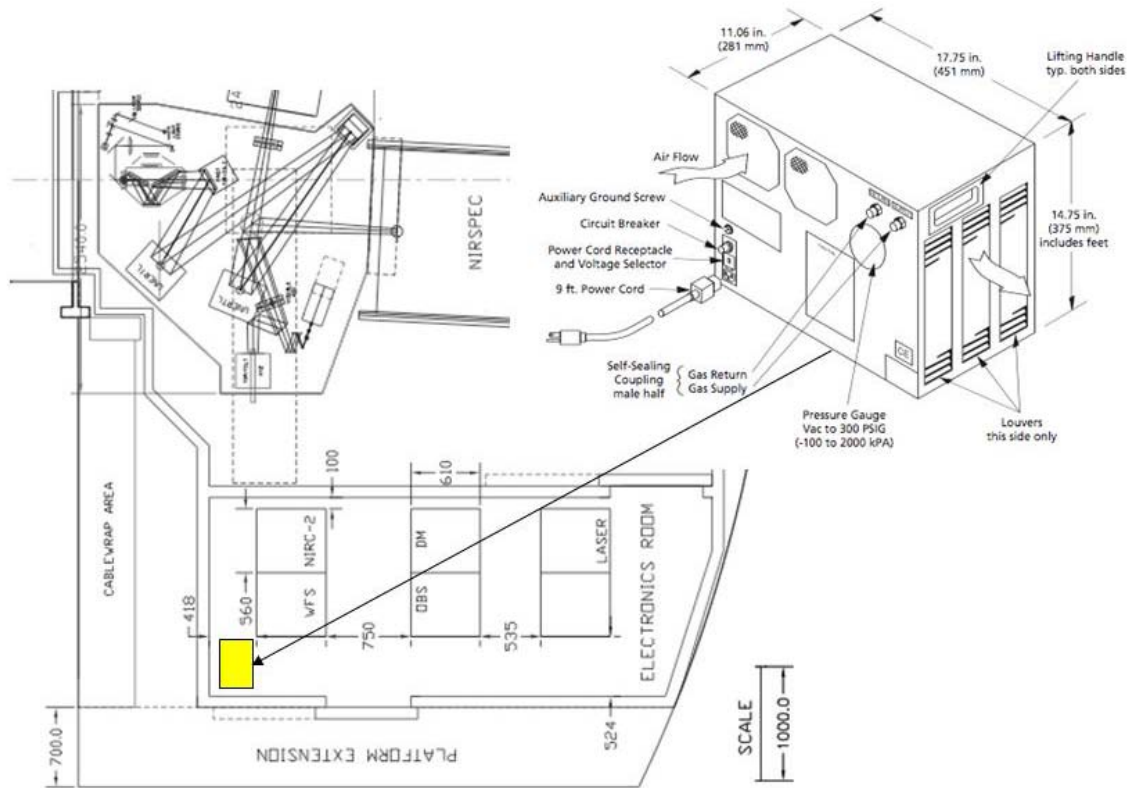 11.06 in.
(281 mm)
17.75 in.
(451 mm)
Lifting Handle
typ. both sides
Air Flow
Auxiliary Ground Screw
Circuit Breaker
Power Cord Receptacle
and Voltage Selector
9 ft. Power Cord
14.75 in.
(375 mm)
includes feet
Self-Sealing
Coupling
male half
Gas Return
Gas Supply
CE
Pressure Gauge
Vac to 300 PSIG
(-100 to 2000 kPA)
Louvers
this side only
NIRSPEC
UNERTL
UNERTL
100
610
CABLEWRAP AREA
NIRC-2
DM
LASER
WFS
OBS
418
560
750
535
ELECTRONICS ROOM
524
700.0
PLATFORM EXTENSION
SCALE
1000.0